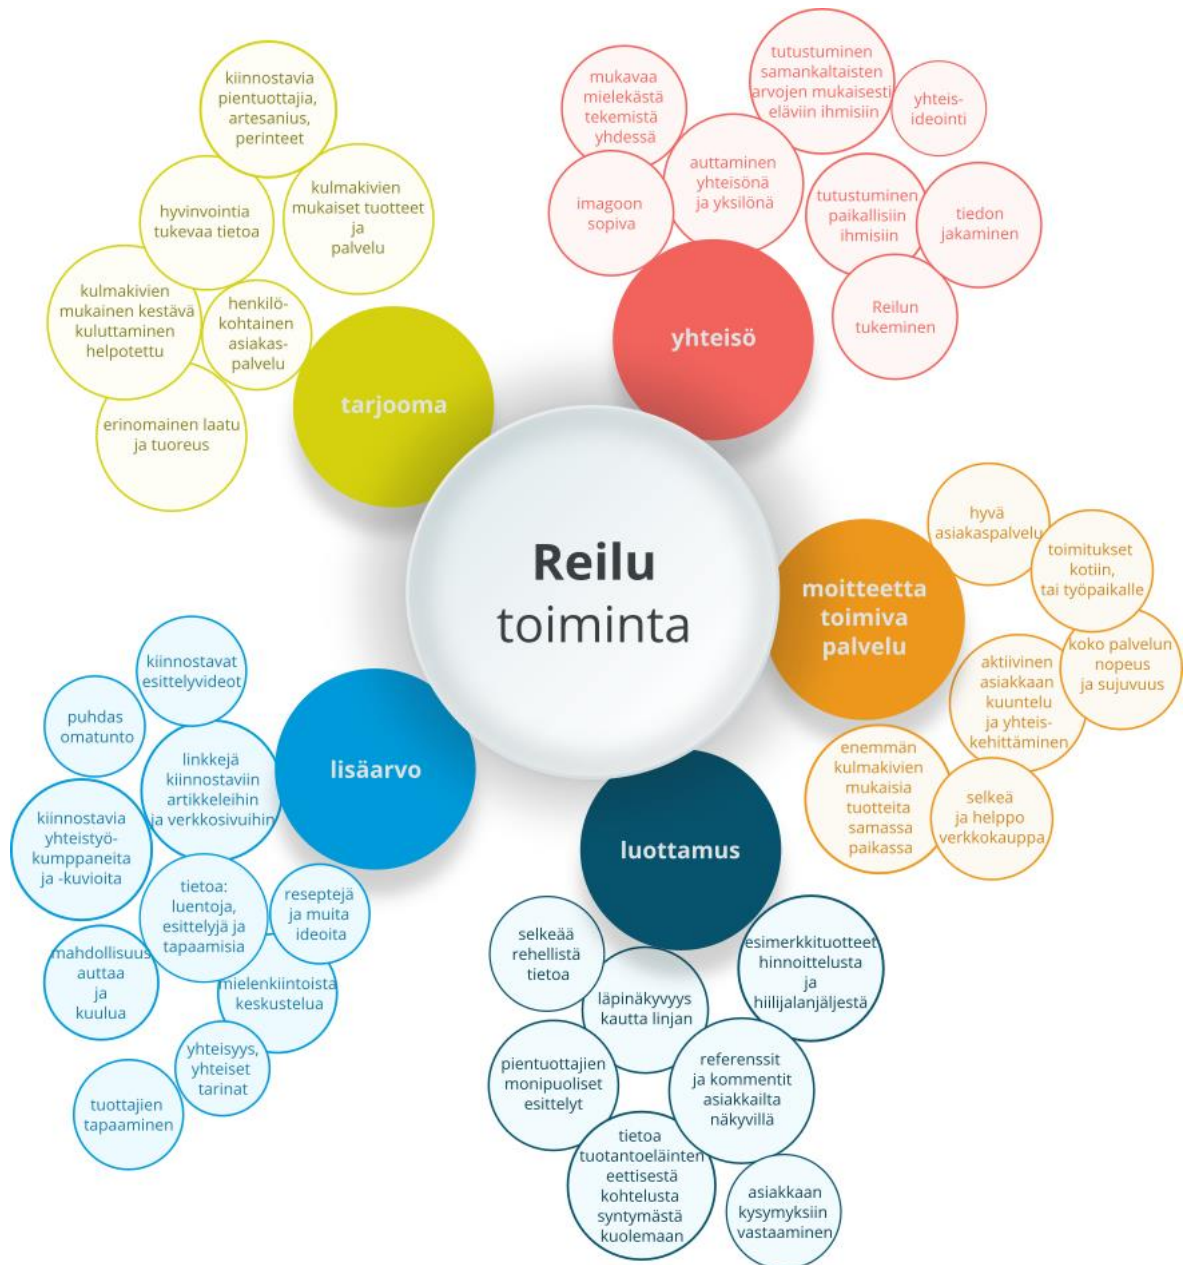 Reilu
toiminta
tarjooma
kiinnostavia
pientuottajia,
artesanius,
perinteet
kulmakivien
mukaiset tuotteet
ja
palvelu
hyvinvointia
tukevaa tietoa
kulmakivien
mukainen kestävä
kuluttaminen
helpotettu
henkilö-
kohtainen
asiakas-
palvelu
erinomainen laatu
ja tuoreus
yhteisö
mukavaa
mielekästä
tekemistä
yhdessä
tutustuminen
samankaltaisten
arvojen mukaisesti
eläviin ihmisiin
yhteis-
ideointi
auttaminen
yhteisönä
ja yksilönä
imagoon
sopiva
tutustuminen
paikallisiin
ihmisiin
tiedon
jakaminen
Reilun
tukeminen
moitteetta
toimiva
palvelu
hyvä
asiakaspalvelu
toimitukset
kotiin,
tai työpaikalle
koko palvelun
nopeus
ja sujuvuus
aktiivinen
asiakkaan
kuuntelu
ja yhteis-
kehittäminen
enemmän
kulmakivien
mukaisia
tuotteita
samassa
paikassa
selkeä
ja helppo
verkkokauppa
luottamus
selkeää
rehellistä
tietoa
läpinäkyvyys
kautta linjan
esimerkkituotteet
hinnoittelusta
ja
hiilijalanjäljestä
pientuottajien
monipuoliset
esittelyt
referenssit
ja kommentit
asiakkailta
näkyvillä
tietoa
tuotantoeläinten
eettisestä
kohtelusta
syntymästä
kuolemaan
asiakkaan
kysymyksiin
vastaaminen
lisäarvo
kiinnostavat
esittelyvideot
puhdas
omatunto
linkkejä
kiinnostaviin
artikkeleihin
ja verkkosivuihin
kiinnostavia
yhteistyö-
kumppaneita
ja -kuvioita
tietoa:
luentoja,
esittelyjä ja
tapaamisia
reseptejä
ja muita
ideoita
mahdollisuus
auttaa
ja
kuulua
mielenkiintoista
keskustelua
yhteisyys,
yhteiset
tarinat
tuottajien
tapaaminen